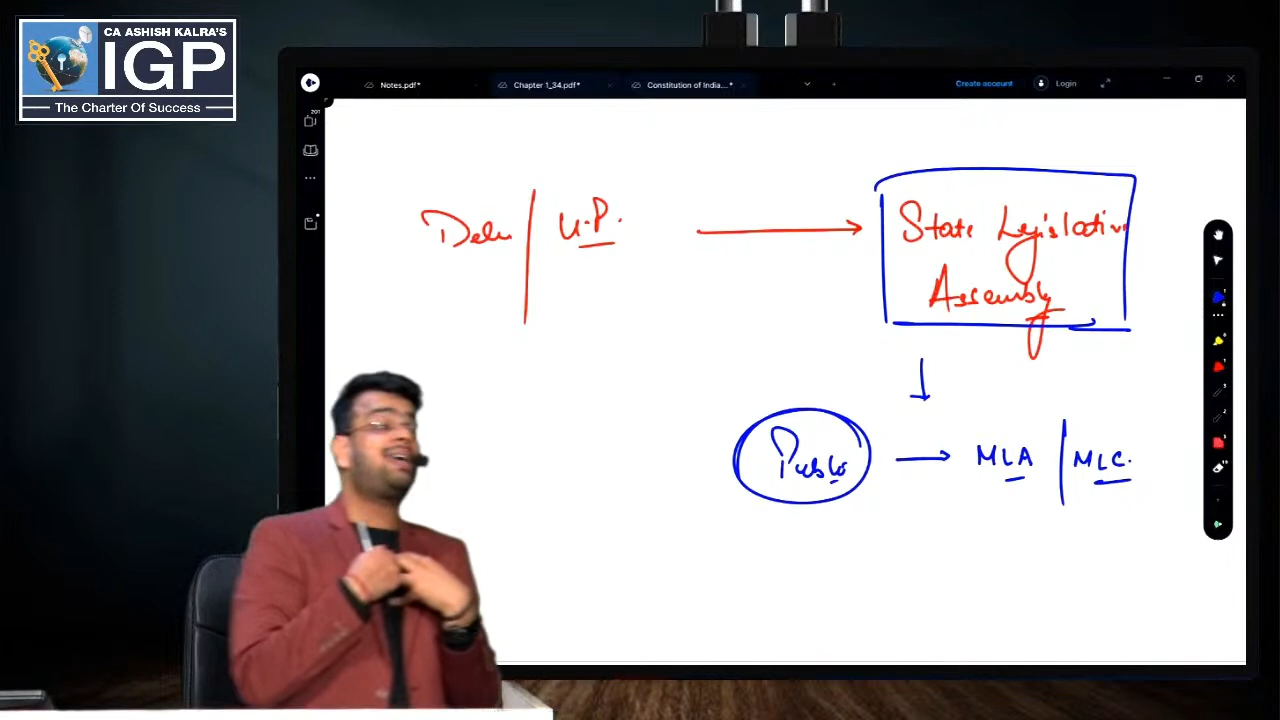 CA ASHISH KALRA'S
IGP
The Charter Of Success
Notes.pdf*
Chapter 1_34.pdf*
Constitution of India....*
Create account
Login
201
U.P.
State Legislative
Assembly
Public
MLA
MLC.